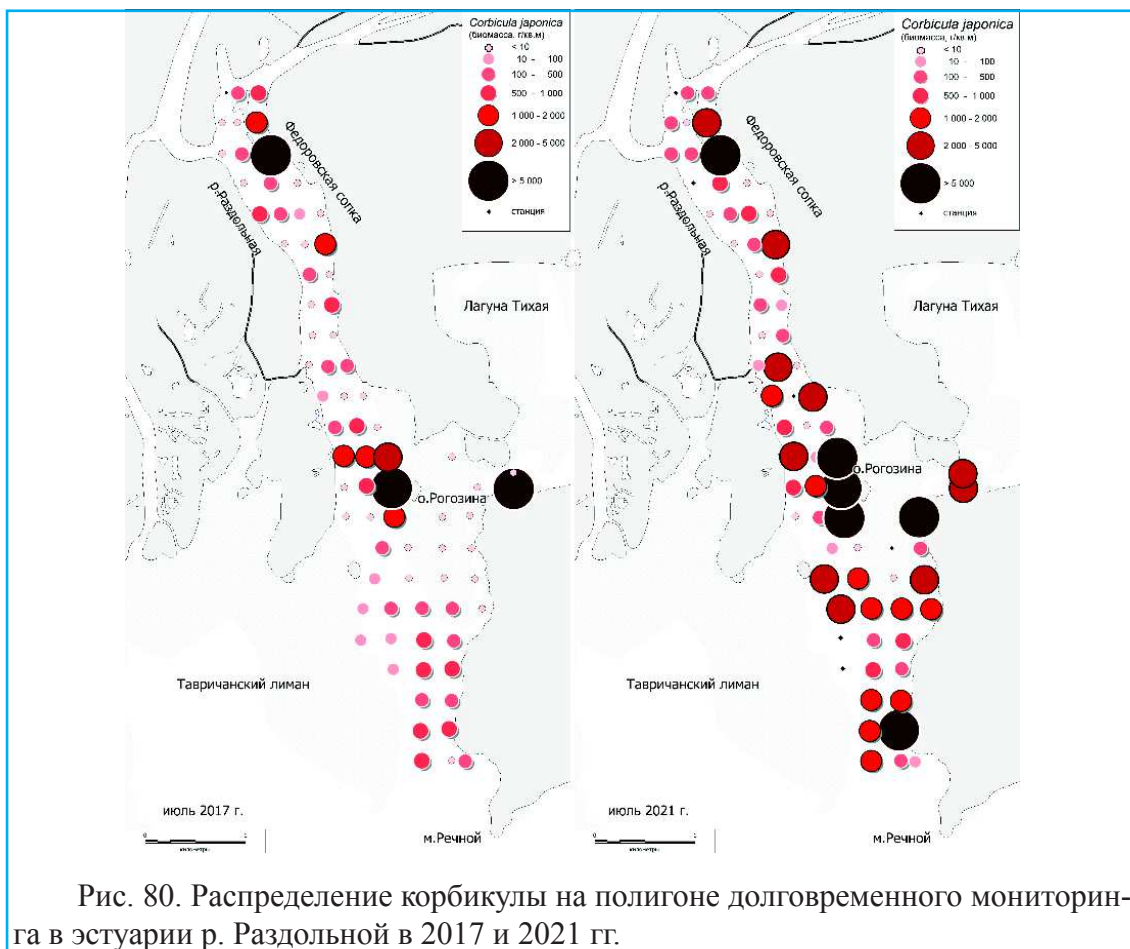 Corbicula japonica
(биомасса, г/кв.м)
< 10
10 - 100
100 - 500
500 - 1 000
1 000 - 2 000
2 000 - 5 000
> 5 000
станция
Федоровская сопка
р.Раздольная
Лагуна Тихая
о.Рогозина
Тавричанский лиман
июль 2017 г.
километры
м.Речной
Corbicula japonica
(биомасса, г/кв.м)
< 10
10 - 100
100 - 500
500 - 1 000
1 000 - 2 000
2 000 - 5 000
> 5 000
станция
Федоровская сопка
р.Раздольная
Лагуна Тихая
о.Рогозина
Тавричанский лиман
июль 2021 г.
километры
м.Речной
Рис. 80. Распределение корбикулы на полигоне долговременного мониторин-
га в эстуарии р. Раздольной в 2017 и 2021 гг.